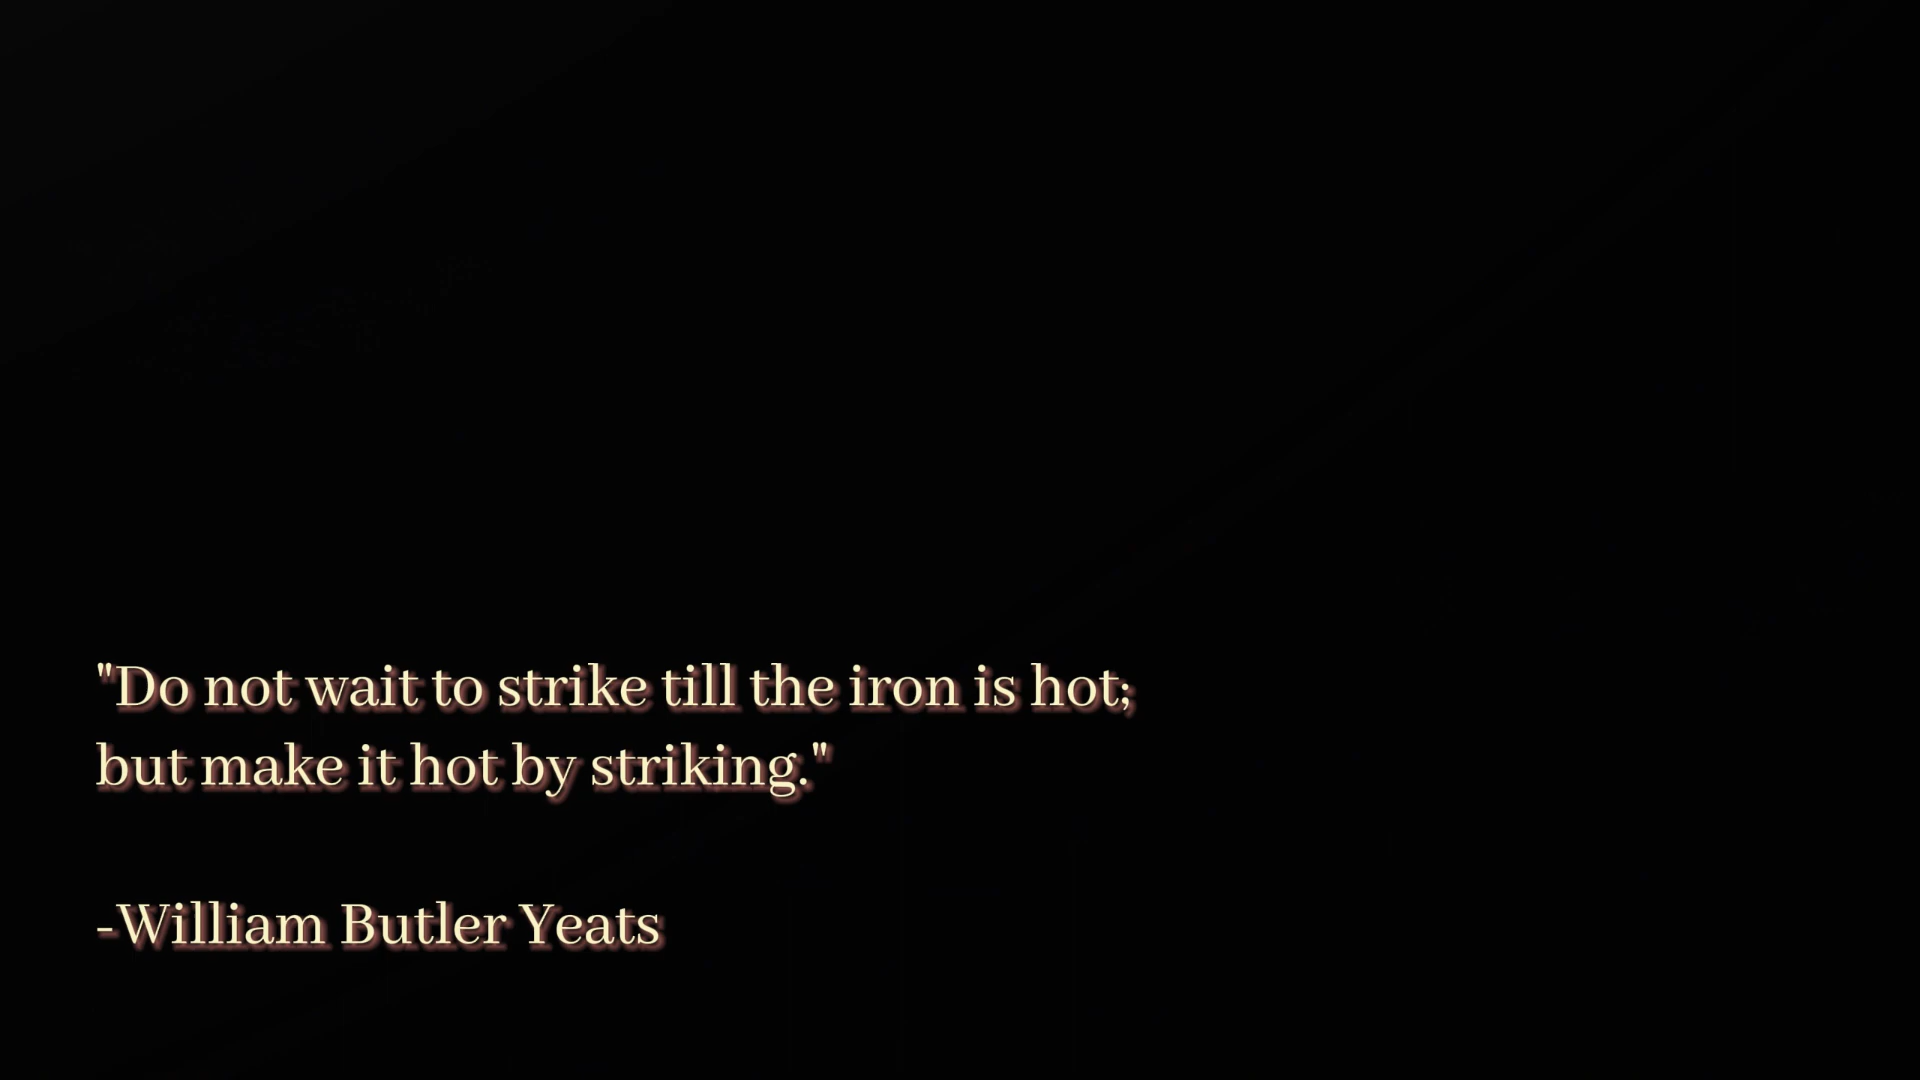 "Do not wait to strike till the iron is hot;
but make it hot by striking."
-William Butler Yeats